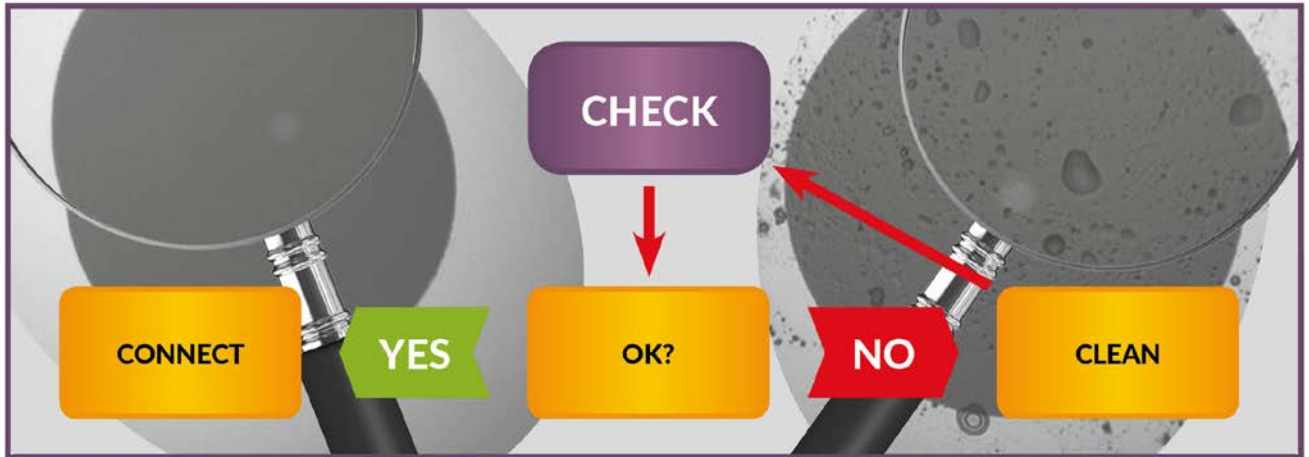 CHECK
CONNECT
YES
OK?
NO
CLEAN